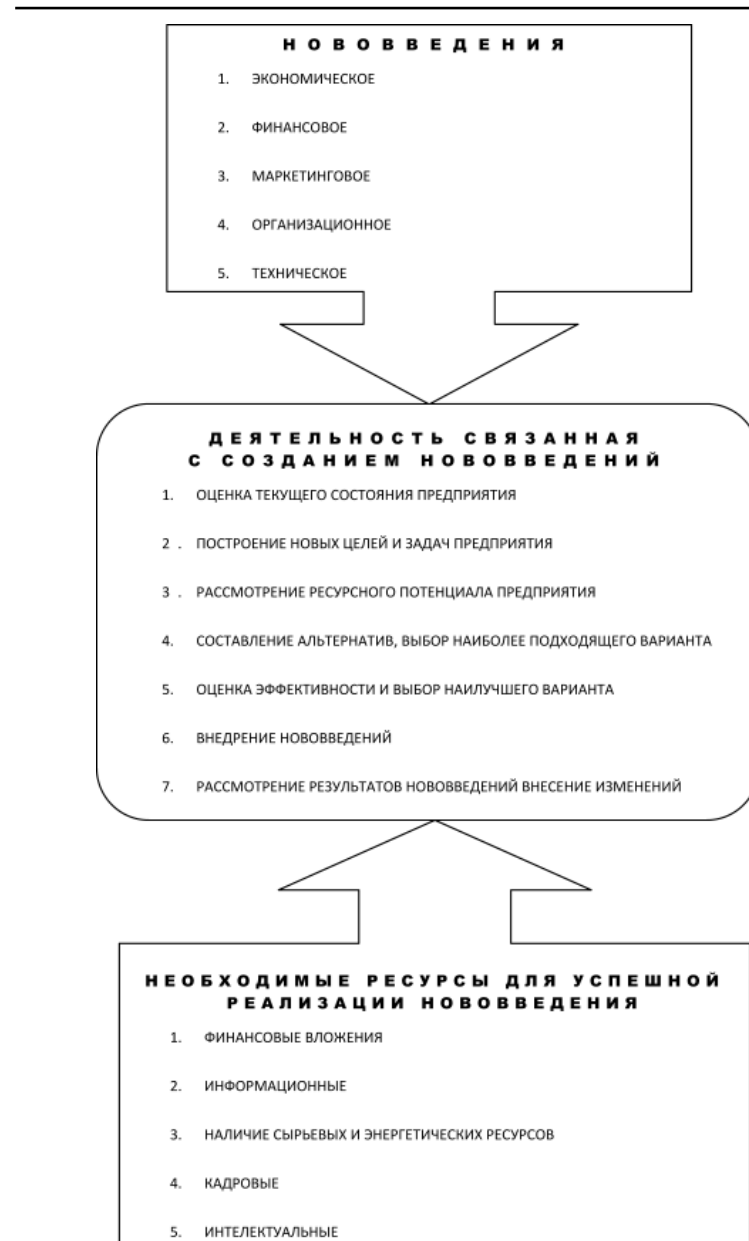 НОВОВВЕДЕНИЯ
1. ЭКОНОМИЧЕСКОЕ
2. ФИНАНСОВОЕ
3. МАРКЕТИНГОВОЕ
4. ОРГАНИЗАЦИОННОЕ
5. ТЕХНИЧЕСКОЕ
ДЕЯТЕЛЬНОСТЬ СВЯЗАННАЯ
С СОЗДАНИЕМ НОВОВВЕДЕНИЙ
1. ОЦЕНКА ТЕКУЩЕГО СОСТОЯНИЯ ПРЕДПРИЯТИЯ
2 . ПОСТРОЕНИЕ НОВЫХ ЦЕЛЕЙ И ЗАДАЧ ПРЕДПРИЯТИЯ
3 . РАССМОТРЕНИЕ РЕСУРСНОГО ПОТЕНЦИАЛА ПРЕДПРИЯТИЯ
4. СОСТАВЛЕНИЕ АЛЬТЕРНАТИВ, ВЫБОР НАИБОЛЕЕ ПОДХОДЯЩЕГО ВАРИАНТА
5. ОЦЕНКА ЭФФЕКТИВНОСТИ И ВЫБОР НАИЛУЧШЕГО ВАРИАНТА
6. ВНЕДРЕНИЕ НОВОВВЕДЕНИЙ
7. РАССМОТРЕНИЕ РЕЗУЛЬТАТОВ НОВОВВЕДЕНИЙ ВНЕСЕНИЕ ИЗМЕНЕНИЙ
НЕОБХОДИМЫЕ РЕСУРСЫ ДЛЯ УСПЕШНОЙ
РЕАЛИЗАЦИИ НОВОВВЕДЕНИЯ
1. ФИНАНСОВЫЕ ВЛОЖЕНИЯ
2. ИНФОРМАЦИОННЫЕ
3. НАЛИЧИЕ СЫРЬЕВЫХ И ЭНЕРГЕТИЧЕСКИХ РЕСУРСОВ
4. КАДРОВЫЕ
5. ИНТЕЛЕКТУАЛЬНЫЕ